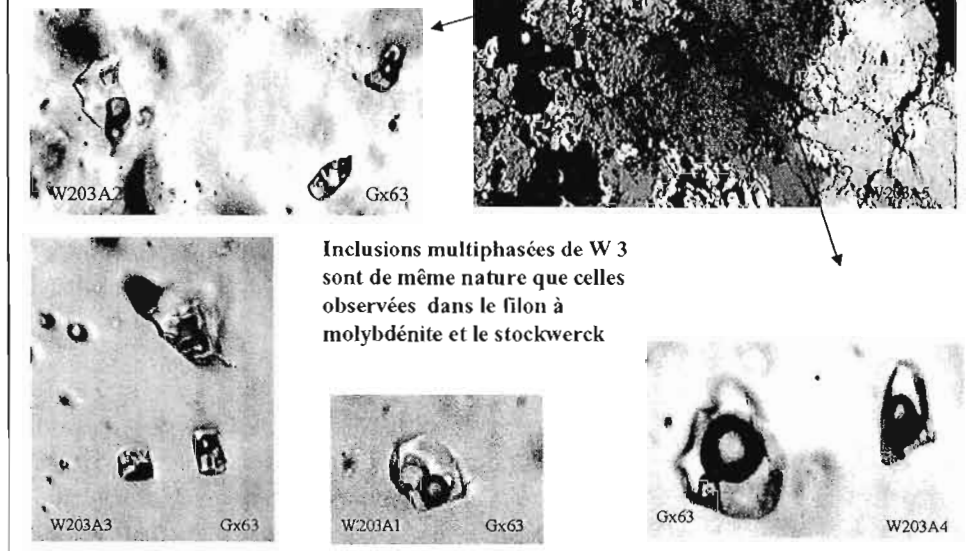 W203A2 Gx63
W203A5
Inclusions multiphasées de W 3
sont de même nature que celles
observées dans le filon à
molybdénite et le stockwerck
W203A3 Gx63
W203A1 Gx63
Gx63 W203A4